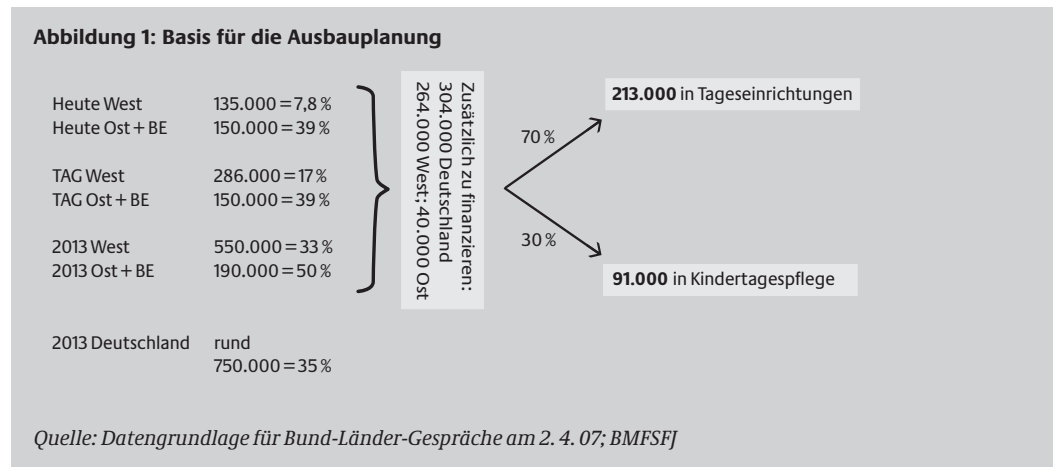 Abbildung 1: Basis für die Ausbauplanung
Heute West 135.000 = 7,8 %
Heute Ost + BE 150.000 = 39 %
TAG West 286.000 = 17 %
TAG Ost + BE 150.000 = 39 %
2013 West 550.000 = 33 %
2013 Ost + BE 190.000 = 50 %
2013 Deutschland rund
750.000 = 35 %
Zusätzlich zu finanzieren:
304.000 Deutschland
264.000 West; 40.000 Ost
70 %
213.000 in Tageseinrichtungen
30 %
91.000 in Kindertagespflege
Quelle: Datengrundlage für Bund-Länder-Gespräche am 2. 4. 07; BMFSFJ